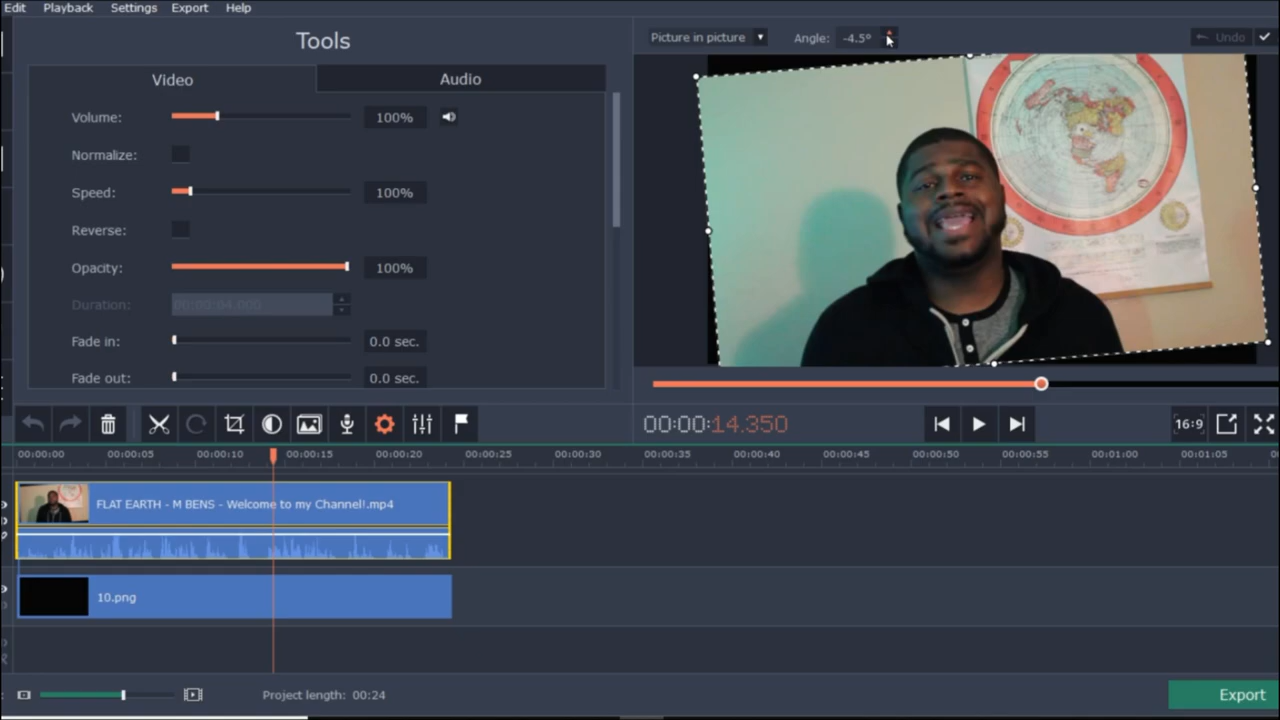 Edit Playback Settings Export Help
Tools
Picture in picture Angle: -4.5° Undo
Video Audio
Volume: 100%
Normalize:
Speed: 100%
Reverse:
Opacity: 100%
Duration: 00:00:04.000
Fade in: 0.0 sec.
Fade out: 0.0 sec.
00:00:14.350 16:9
00:00:00 00:00:05 00:00:10 00:00:15 00:00:20 00:00:30 00:00:35 00:00:40 00:00:45 00:00:50 00:00:55 00:01:00 00:01:05
FLAT EARTH - M BENS - Welcome to my Channel!.mp4
10.png
Project length: 00:24
Export